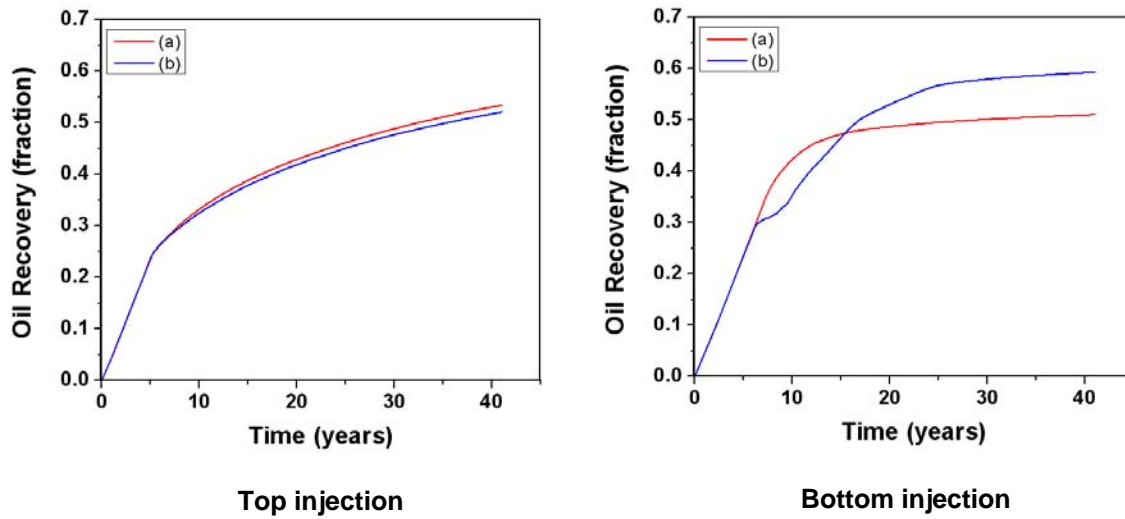 0.7
0.6
0.5
0.4
0.3
0.2
0.1
0.0
Oil Recovery (fraction)
(a)
(b)
0 10 20 30 40
Time (years)
Top injection
0.7
0.6
0.5
0.4
0.3
0.2
0.1
0.0
Oil Recovery (fraction)
(a)
(b)
0 10 20 30 40
Time (years)
Bottom injection